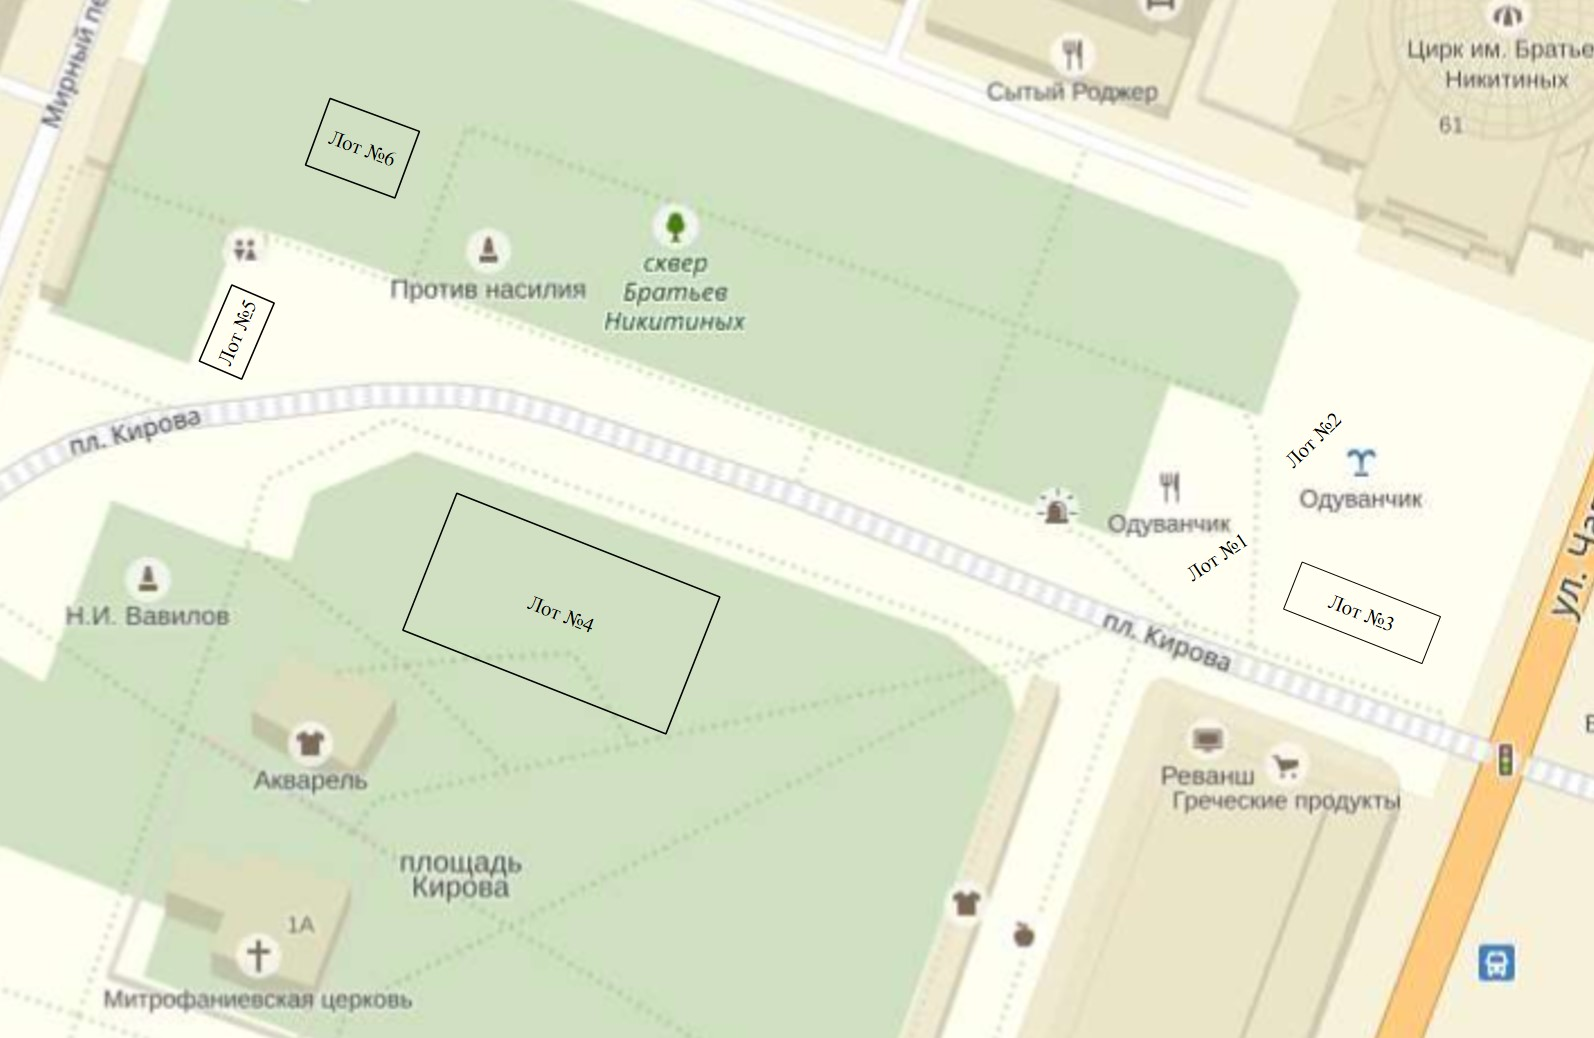 Мирный пе
Сытый Роджер
Цирк им. Братье
Никитиных
61
Лот №6
Против насилия
сквер
Братьев
Никитиных
Лот №5
пл. Кирова
Лот №2
Одуванчик
Одуванчик
Лот №1
ул. Ча
Лот №3
Лот №4
Н.И. Вавилов
пл. Кирова
Акварель
Реванш
Греческие продукты
площадь
Кирова
1А
Митрофаниевская церковь